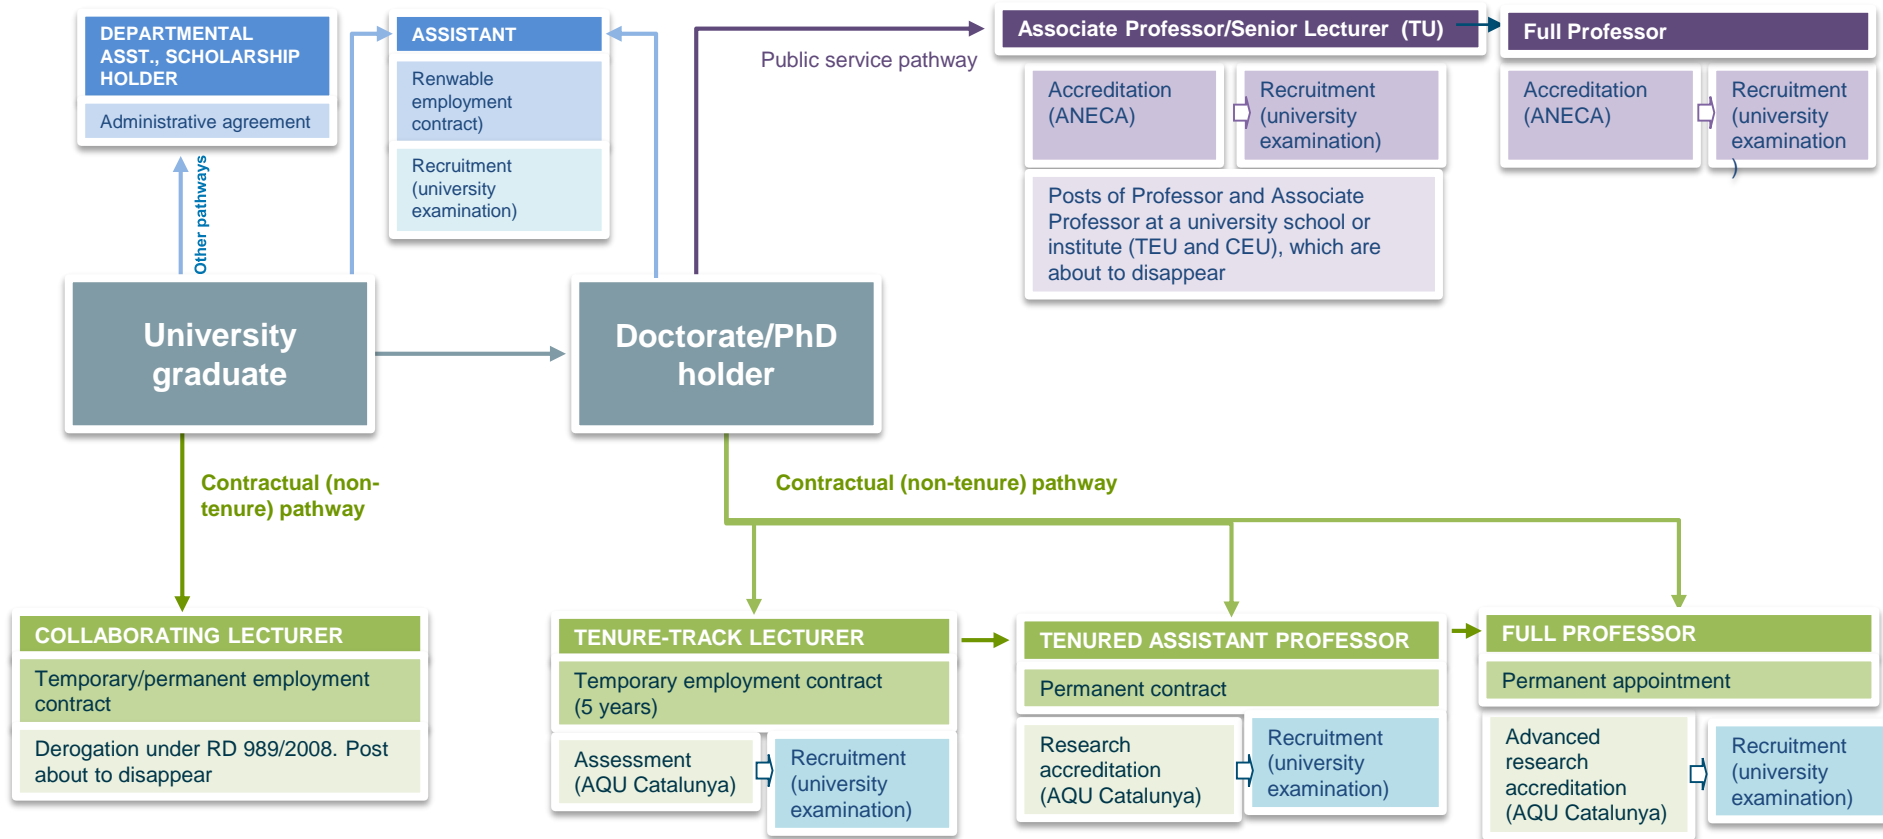 DEPARTMENTAL
ASST., SCHOLARSHIP
HOLDER
Administrative agreement
ASSISTANT
Renwable
employment
contract)
Recruitment
(university
examination)
Other pathways
Public service pathway
Associate Professor/Senior Lecturer (TU)
Accreditation
(ANECA)
Recruitment
(university
examination)
Posts of Professor and Associate
Professor at a university school or
institute (TEU and CEU), which are
about to disappear
Full Professor
Accreditation
(ANECA)
Recruitment
(university
examination
)
University
graduate
Doctorate/PhD
holder
Contractual (non-
tenure) pathway
Contractual (non-tenure) pathway
COLLABORATING LECTURER
Temporary/permanent employment
contract
Derogation under RD 989/2008. Post
about to disappear
TENURE-TRACK LECTURER
Temporary employment contract
(5 years)
Assessment
(AQU Catalunya)
Recruitment
(university
examination)
TENURED ASSISTANT PROFESSOR
Permanent contract
Research
accreditation
(AQU Catalunya)
Recruitment
(university
examination)
FULL PROFESSOR
Permanent appointment
Advanced
research
accreditation
(AQU Catalunya)
Recruitment
(university
examination)